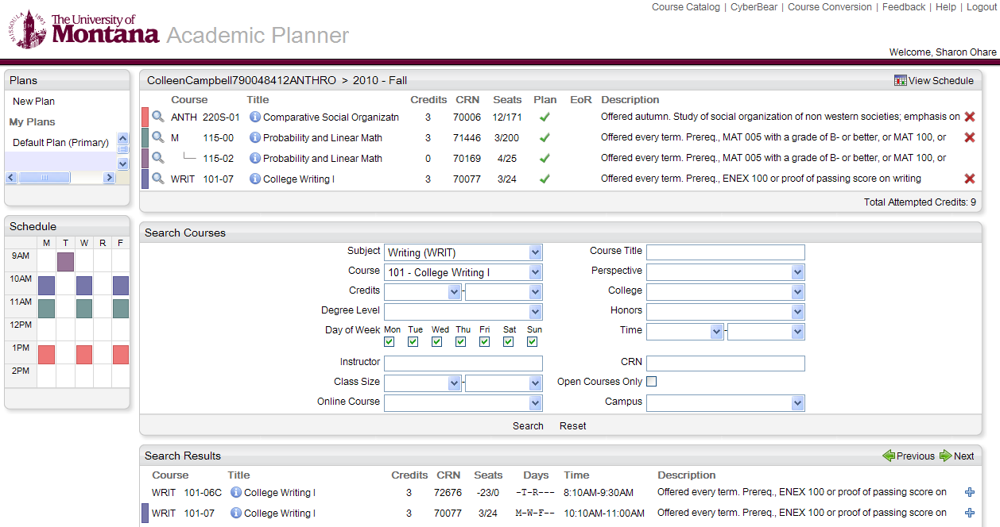 Course Catalog | CyberBear | Course Conversion | Feedback | Help | Logout
MISSOULA 1893
The University of
Montana Academic Planner
Welcome, Sharon Ohare
Plans
New Plan
My Plans
Default Plan (Primary)
ColleenCampbell790048412ANTHRO > 2010 - Fall View Schedule
Course Title Credits CRN Seats Plan EoR Description
ANTH 220S-01 Comparative Social Organizatn 3 70006 12/171 Offered autumn. Study of social organization of non western societies; emphasis on
M 115-00 Probability and Linear Math 3 71446 3/200 Offered every term. Prereq., MAT 005 with a grade of B- or better, or MAT 100, or
115-02 Probability and Linear Math 0 70169 4/25 Offered every term. Prereq., MAT 005 with a grade of B- or better, or MAT 100, or
WRIT 101-07 College Writing I 3 70077 3/24 Offered every term. Prereq., ENEX 100 or proof of passing score on writing
Total Attempted Credits: 9
Schedule
M T W R F
9AM
10AM
11AM
12PM
1PM
2PM
Search Courses
Subject Writing (WRIT) Course Title
Course 101 - College Writing I Perspective
Credits - College
Degree Level Honors
Day of Week Mon Tue Wed Thu Fri Sat Sun Time -
Instructor CRN
Class Size - Open Courses Only
Online Course Campus
Search Reset
Search Results Previous Next
Course Title Credits CRN Seats Days Time Description
WRIT 101-06C College Writing I 3 72676 -23/0 -T-R--- 8:10AM-9:30AM Offered every term. Prereq., ENEX 100 or proof of passing score on
WRIT 101-07 College Writing I 3 70077 3/24 M-W-F-- 10:10AM-11:00AM Offered every term. Prereq., ENEX 100 or proof of passing score on